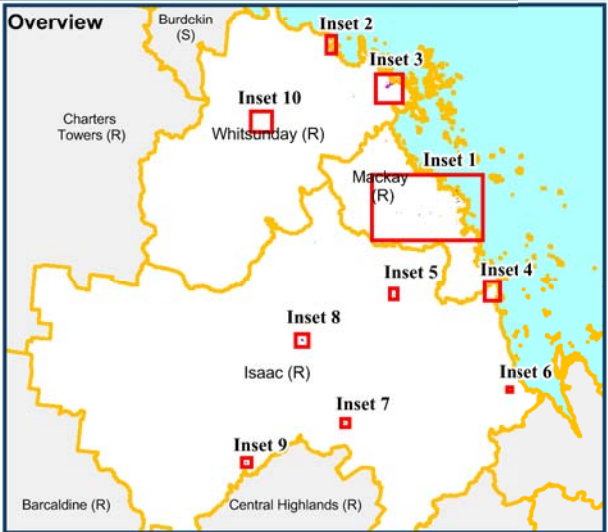 Overview
Burdekin
(S)
Inset 2
Inset 3
Inset 10
Charters
Towers (R)
Whitsunday (R)
Inset 1
Mackay
(R)
Inset 5
Inset 4
Inset 8
Isaac (R)
Inset 6
Inset 7
Inset 9
Barcaldine (R)
Central Highlands (R)